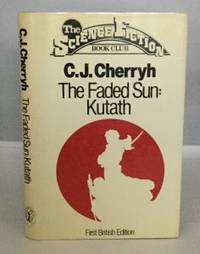 The
SCIENCE FICTION
BOOK CLUB
C.J. Cherryh
The Faded Sun:
Kutath
First British Edition
C.J. Cherryh The Faded Sun: Kutath